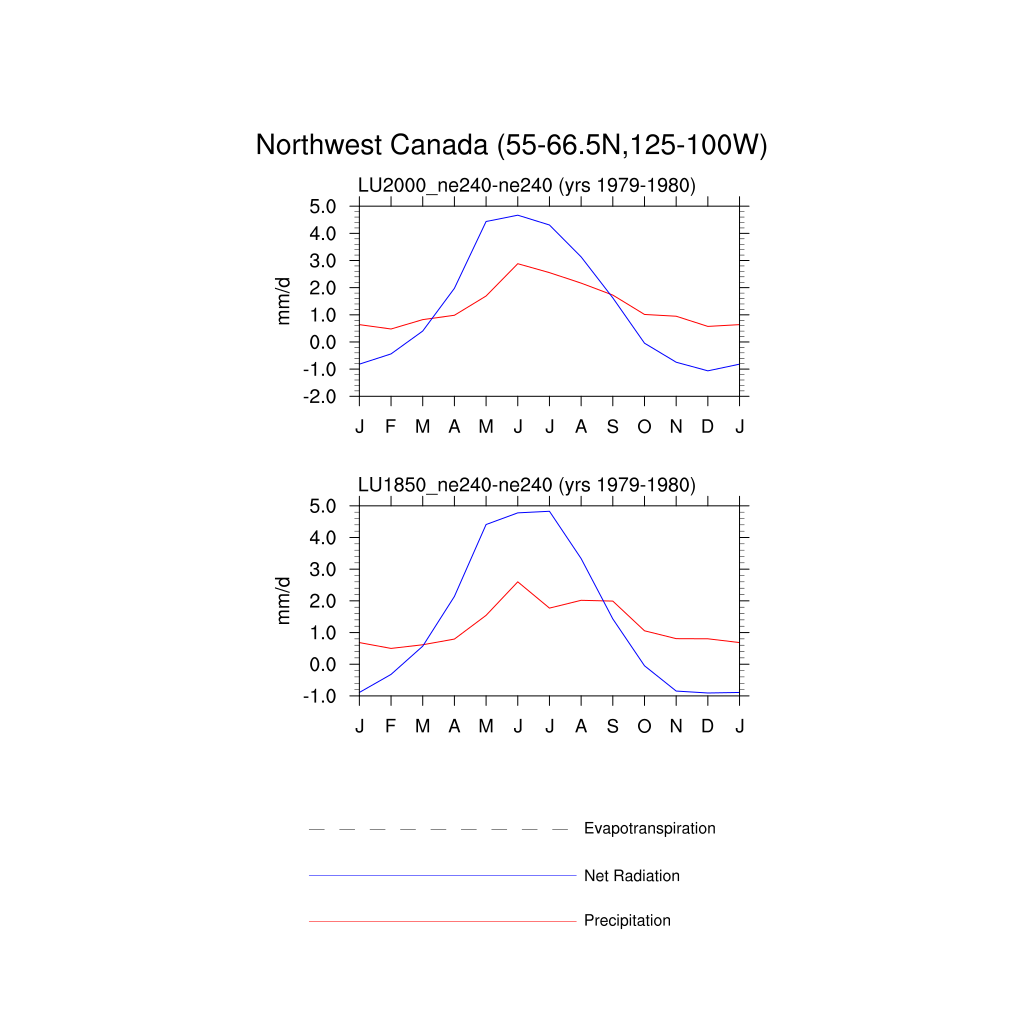 Northwest Canada (55-66.5N,125-100W)
LU2000_ne240-ne240 (yrs 1979-1980)
5.0
4.0
3.0
2.0
1.0
0.0
-1.0
-2.0
mm/d
J F M A M J J A S O N D J
LU1850_ne240-ne240 (yrs 1979-1980)
5.0
4.0
3.0
2.0
1.0
0.0
-1.0
mm/d
J F M A M J J A S O N D J
Evapotranspiration
Net Radiation
Precipitation